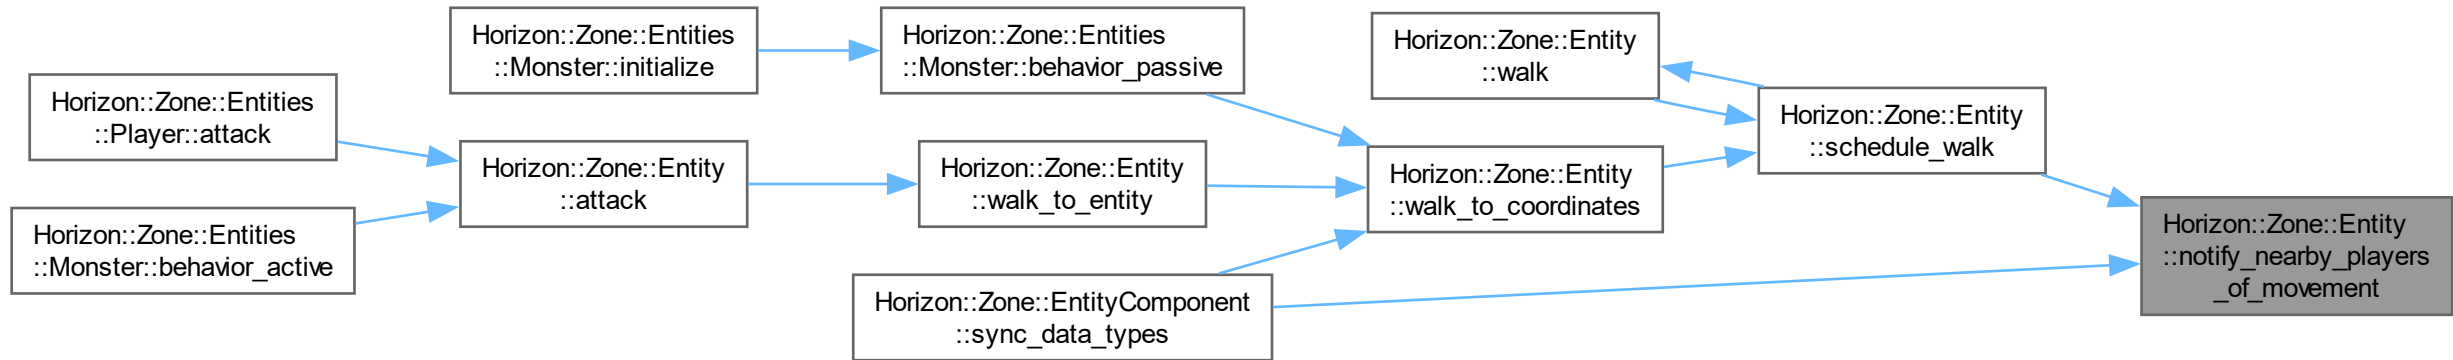 Horizon::Zone::Entities
::Player::attack
Horizon::Zone::Entities
::Monster::behavior_active
Horizon::Zone::Entities
::Monster::initialize
Horizon::Zone::Entity
::attack
Horizon::Zone::Entities
::Monster::behavior_passive
Horizon::Zone::Entity
::walk_to_entity
Horizon::Zone::EntityComponent
::sync_data_types
Horizon::Zone::Entity
::walk
Horizon::Zone::Entity
::walk_to_coordinates
Horizon::Zone::Entity
::schedule_walk
Horizon::Zone::Entity
::notify_nearby_players
_of_movement